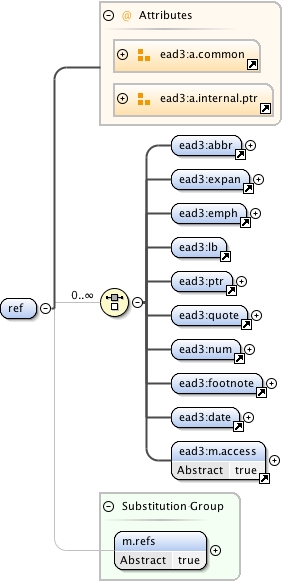 @ Attributes
ead3:a.common
ead3:a.internal.ptr
ead3:abbr
ead3:expan
ead3:emph
ead3:lb
0..∞
ead3:ptr
ref
ead3:quote
ead3:num
ead3:footnote
ead3:date
ead3:m.access
Abstract true
Substitution Group
m.refs
Abstract true